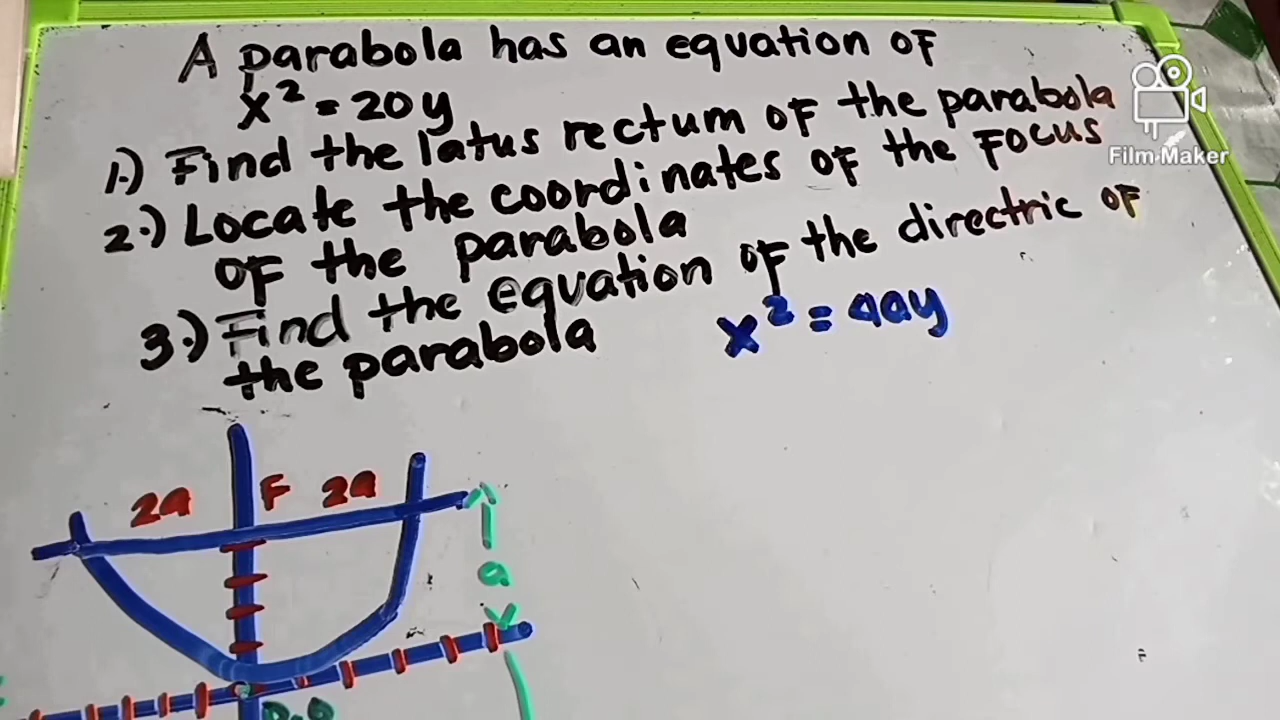 A parabola has an equation of
x² = 20y
1.) Find the latus rectum of the parabola
2.) Locate the coordinates of the Focus
of the parabola
3.) Find the equation of the directric of
the parabola
x² = 4ay
2a F 2a
a
0,0
Film Maker